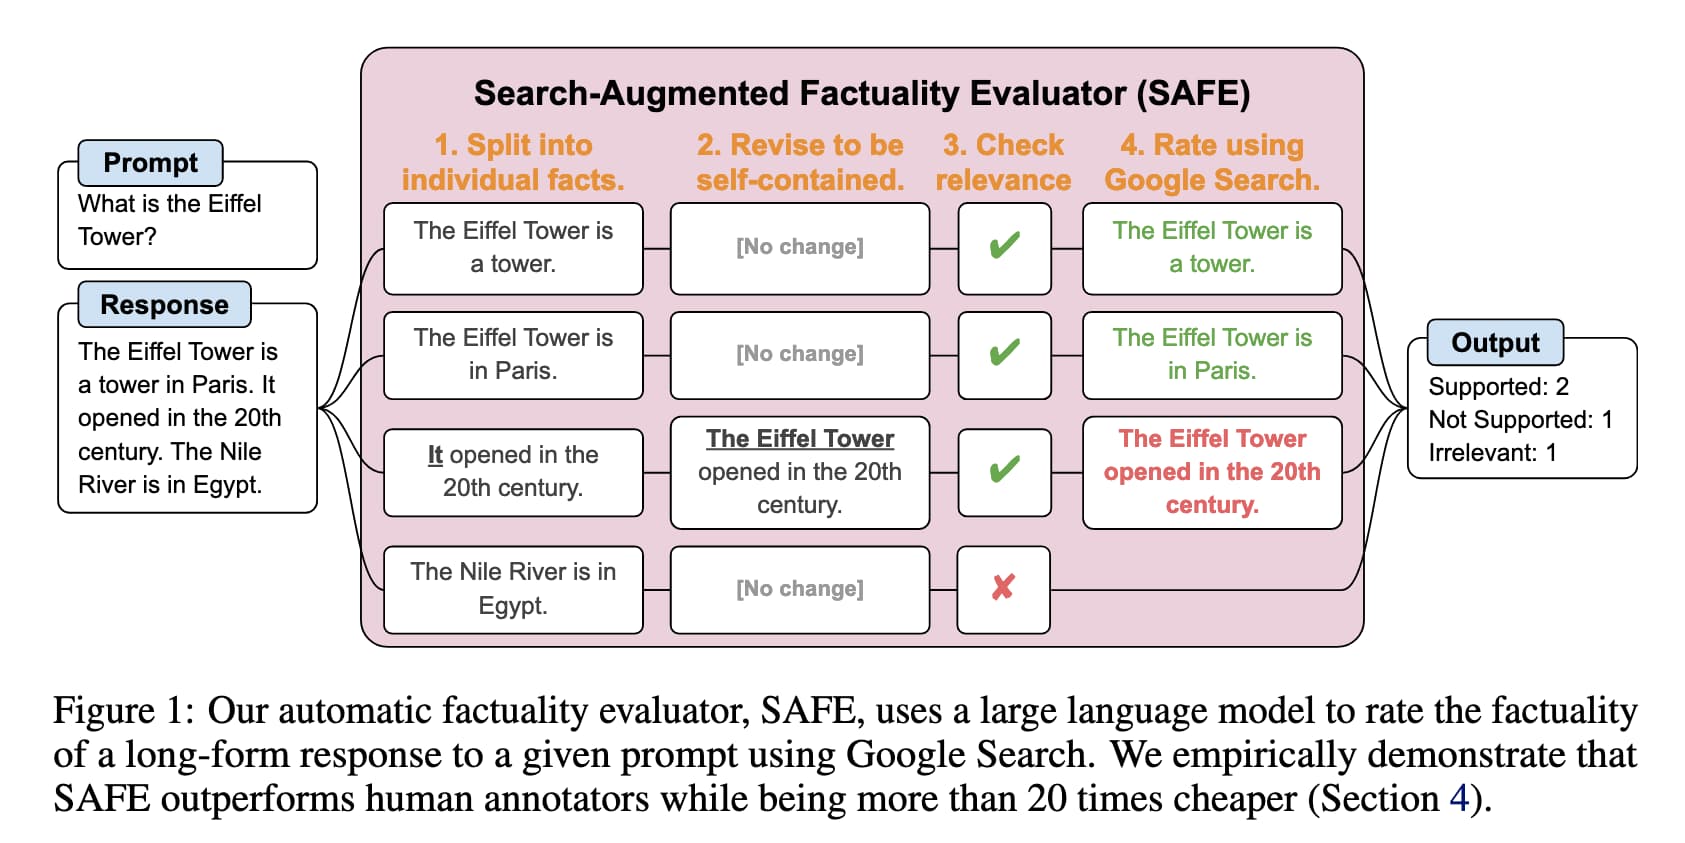 Search-Augmented Factuality Evaluator (SAFE)
1. Split into
individual facts.
2. Revise to be
self-contained.
3. Check
relevance
4. Rate using
Google Search.
Prompt
What is the Eiffel
Tower?
Response
The Eiffel Tower is
a tower in Paris. It
opened in the 20th
century. The Nile
River is in Egypt.
The Eiffel Tower is
a tower.
[No change]
✔
The Eiffel Tower is
a tower.
The Eiffel Tower is
in Paris.
[No change]
✔
The Eiffel Tower is
in Paris.
It opened in the
20th century.
The Eiffel Tower
opened in the 20th
century.
✔
The Eiffel Tower
opened in the 20th
century.
The Nile River is in
Egypt.
[No change]
✘
Output
Supported: 2
Not Supported: 1
Irrelevant: 1
Figure 1: Our automatic factuality evaluator, SAFE, uses a large language model to rate the factuality
of a long-form response to a given prompt using Google Search. We empirically demonstrate that
SAFE outperforms human annotators while being more than 20 times cheaper (Section 4).